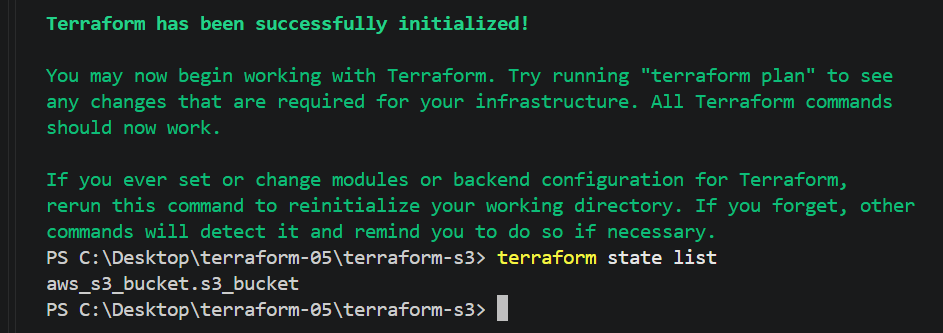 Terraform has been successfully initialized!
You may now begin working with Terraform. Try running "terraform plan" to see
any changes that are required for your infrastructure. All Terraform commands
should now work.
If you ever set or change modules or backend configuration for Terraform,
rerun this command to reinitialize your working directory. If you forget, other
commands will detect it and remind you to do so if necessary.
PS C:\Desktop\terraform-05\terraform-s3> terraform state list
aws_s3_bucket.s3_bucket
PS C:\Desktop\terraform-05\terraform-s3>